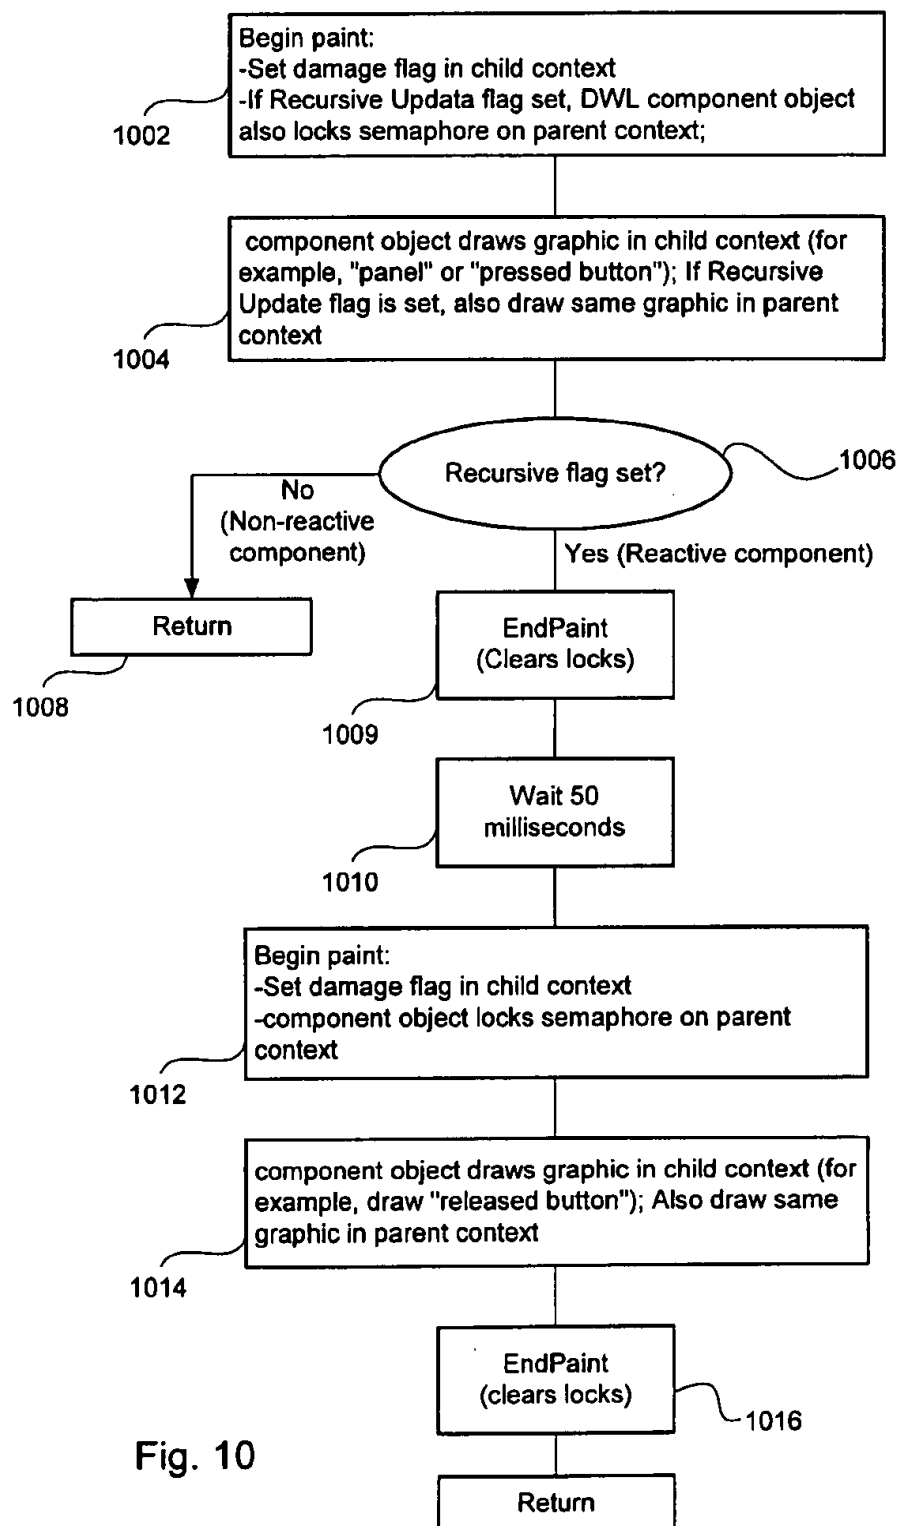 Begin paint:
-Set damage flag in child context
-If Recursive Updata flag set, DWL component object
also locks semaphore on parent context;
1002
component object draws graphic in child context (for
example, "panel" or "pressed button"); If Recursive
Update flag is set, also draw same graphic in parent
context
1004
Recursive flag set?
1006
No
(Non-reactive
component)
Yes (Reactive component)
Return
1008
EndPaint
(Clears locks)
1009
Wait 50
milliseconds
1010
Begin paint:
-Set damage flag in child context
-component object locks semaphore on parent
context
1012
component object draws graphic in child context (for
example, draw "released button"); Also draw same
graphic in parent context
1014
EndPaint
(clears locks)
1016
Fig. 10
Return